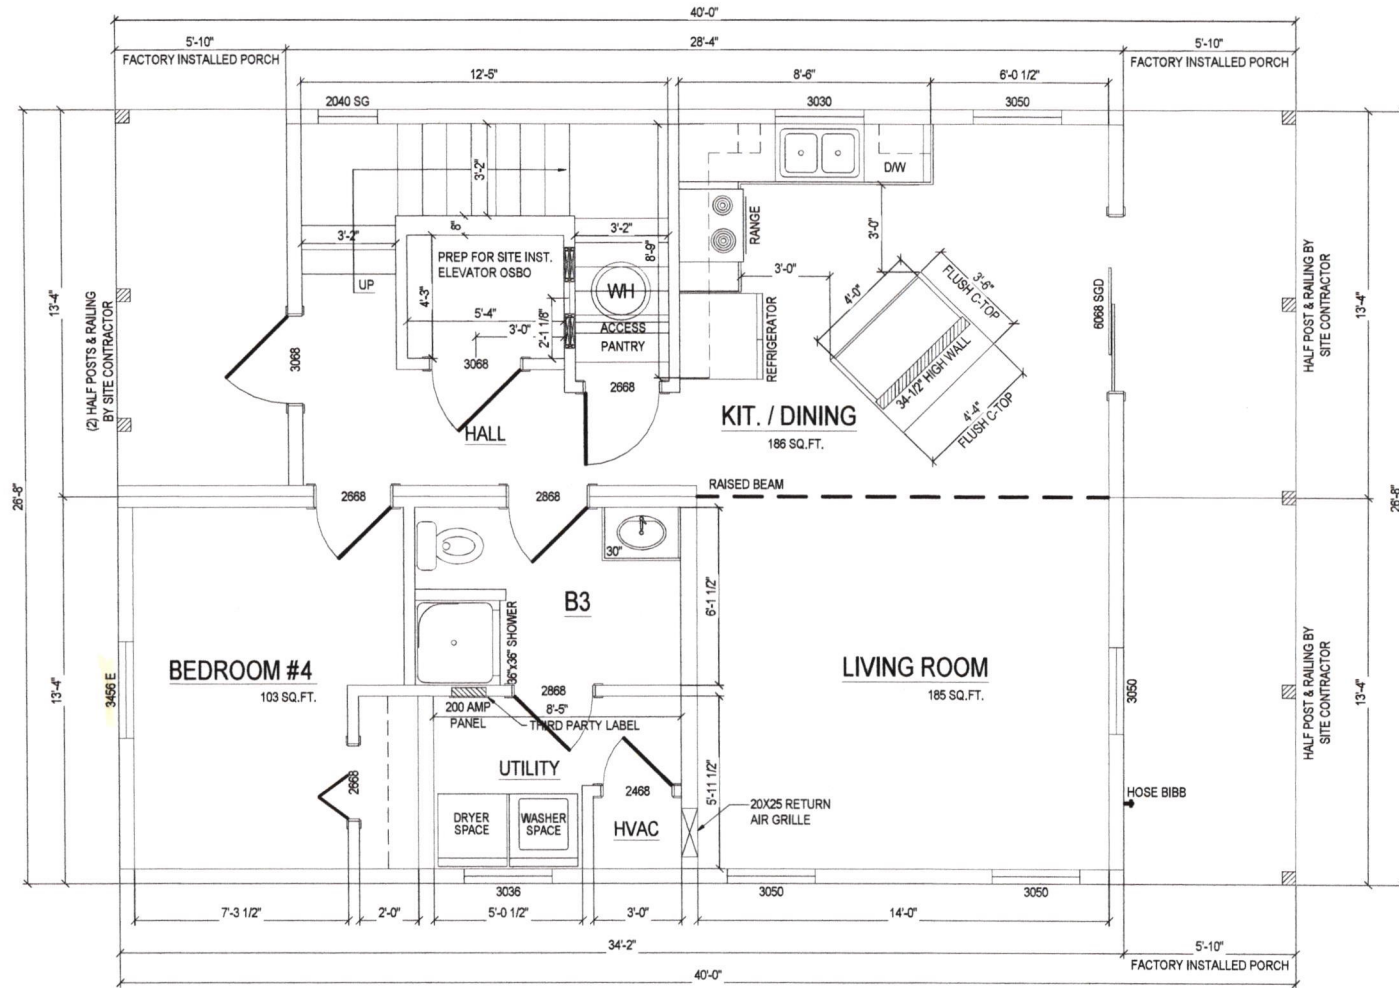 40'-0"
5'-10"
28'-4"
5'-10"
FACTORY INSTALLED PORCH
FACTORY INSTALLED PORCH
12'-5"
8'-6"
6'-0 1/2"
2040 SG
3030
3050
3'-2"
D/W
RANGE
3'-0"
3'-2"
8"
3'-2"
8'-9"
PREP FOR SITE INST.
ELEVATOR OSBO
UP
4'-3"
5'-4"
3'-0"
2'-1 1/8"
WH
ACCESS
PANTRY
3'-0"
4'-0"
3'-6"
FLUSH C-TOP
6068 SGD
REFRIGERATOR
34-1/2" HIGH WALL
4'-4"
FLUSH C-TOP
13'-4"
(2) HALF POSTS & RAILING
BY SITE CONTRACTOR
3068
3068
2668
HALL
KIT. / DINING
186 SQ.FT.
HALF POST & RAILING BY
SITE CONTRACTOR
13'-4"
26'-8"
26'-8"
2668
2868
RAISED BEAM
30"
B3
6'-1 1/2"
36"x36" SHOWER
BEDROOM #4
103 SQ.FT.
3456 E
13'-4"
LIVING ROOM
185 SQ.FT.
3050
HALF POST & RAILING BY
SITE CONTRACTOR
13'-4"
2868
200 AMP
PANEL
8'-5"
THIRD PARTY LABEL
UTILITY
5'-11 1/2"
2668
2468
DRYER
SPACE
WASHER
SPACE
HVAC
20X25 RETURN
AIR GRILLE
HOSE BIBB
3036
3050
3050
7'-3 1/2"
2'-0"
5'-0 1/2"
3'-0"
14'-0"
34'-2"
5'-10"
FACTORY INSTALLED PORCH
40'-0"